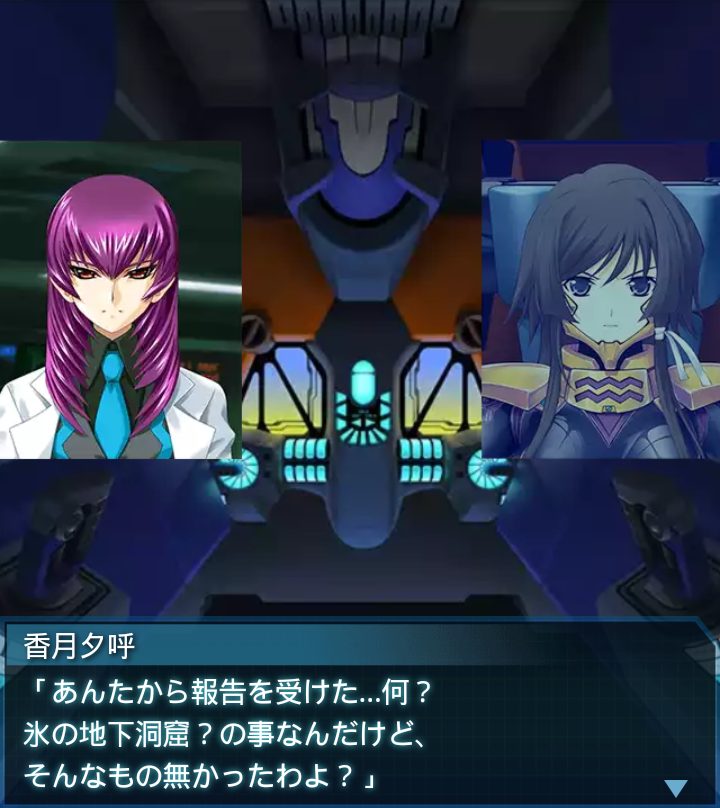 香月夕呼
「あんたから報告を受けた…何？
氷の地下洞窟？の事なんだけど、
そんなもの無かったわよ？」